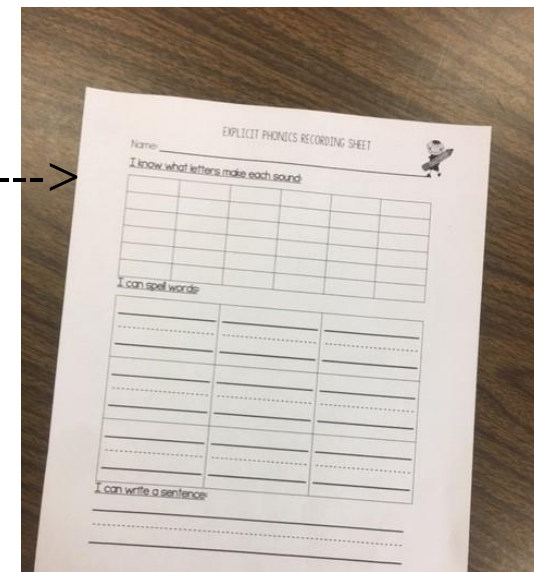 EXPLICIT PHONICS RECORDING SHEET
Name:
I know what letters make each sound:
I can spell words:
I can write a sentence: